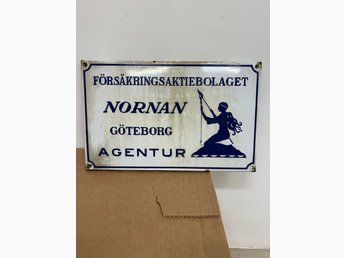 FÖRSÄKRINGSAKTIEBOLAGET
NORNAN
GÖTEBORG
AGENTUR